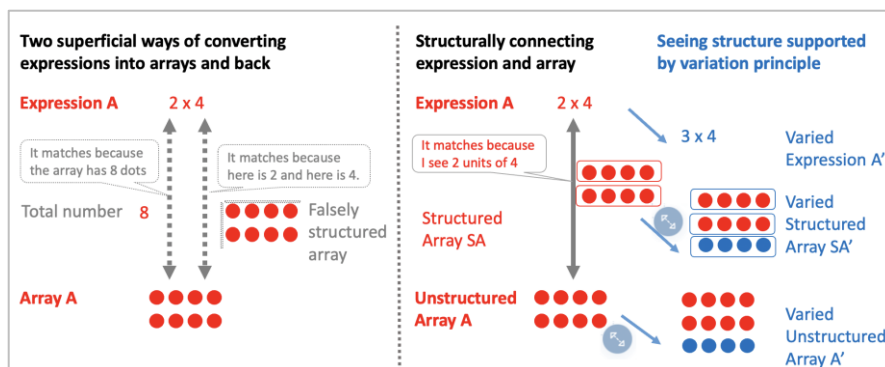 Two superficial ways of converting
expressions into arrays and back
Expression A 2 x 4
It matches because
the array has 8 dots
It matches because
here is 2 and here is 4.
Total number 8
Falsely
structured
array
Array A
Structurally connecting
expression and array
Expression A 2 x 4
It matches because
I see 2 units of 4
Structured
Array SA
Unstructured
Array A
Seeing structure supported
by variation principle
3 x 4
Varied
Expression A’
Varied
Structured
Array SA’
Varied
Unstructured
Array A’